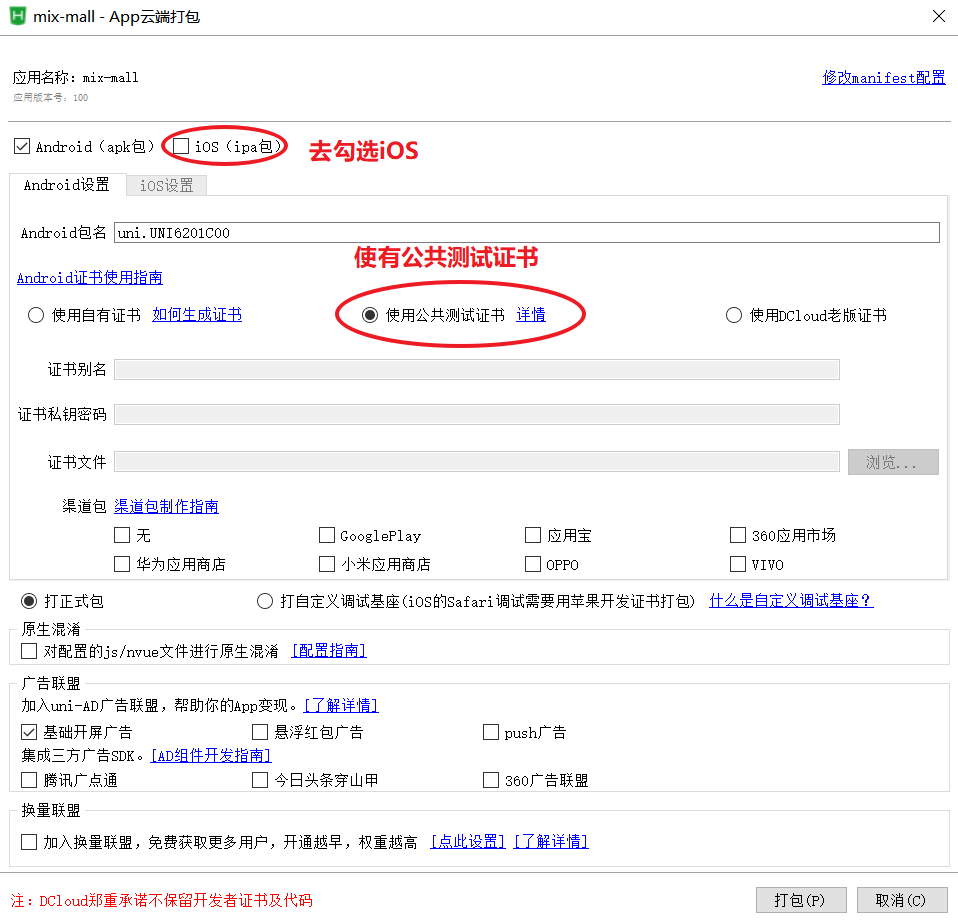 mix-mall - App云端打包
应用名称：mix-mall 修改manifest配置
应用版本号：100
Android（apk包） iOS（ipa包） 去勾选iOS
Android设置 iOS设置
Android包名 uni.UNI6201C00
使有公共测试证书
Android证书使用指南
使用自有证书 如何生成证书 使用公共测试证书 详情 使用DCloud老版证书
证书别名
证书私钥密码
证书文件 浏览...
渠道包 渠道包制作指南
无 GooglePlay 应用宝 360应用市场
华为应用商店 小米应用商店 OPPO VIVO
打正式包 打自定义调试基座(iOS的Safari调试需要用苹果开发证书打包) 什么是自定义调试基座？
原生混淆
对配置的js/nvue文件进行原生混淆 [配置指南]
广告联盟
加入uni-AD广告联盟，帮助你的App变现。[了解详情]
基础开屏广告 悬浮红包广告 push广告
集成三方广告SDK。[AD组件开发指南]
腾讯广点通 今日头条穿山甲 360广告联盟
换量联盟
加入换量联盟，免费获取更多用户，开通越早，权重越高 [点此设置] [了解详情]
注：DCloud郑重承诺不保留开发者证书及代码 打包(P) 取消(C)